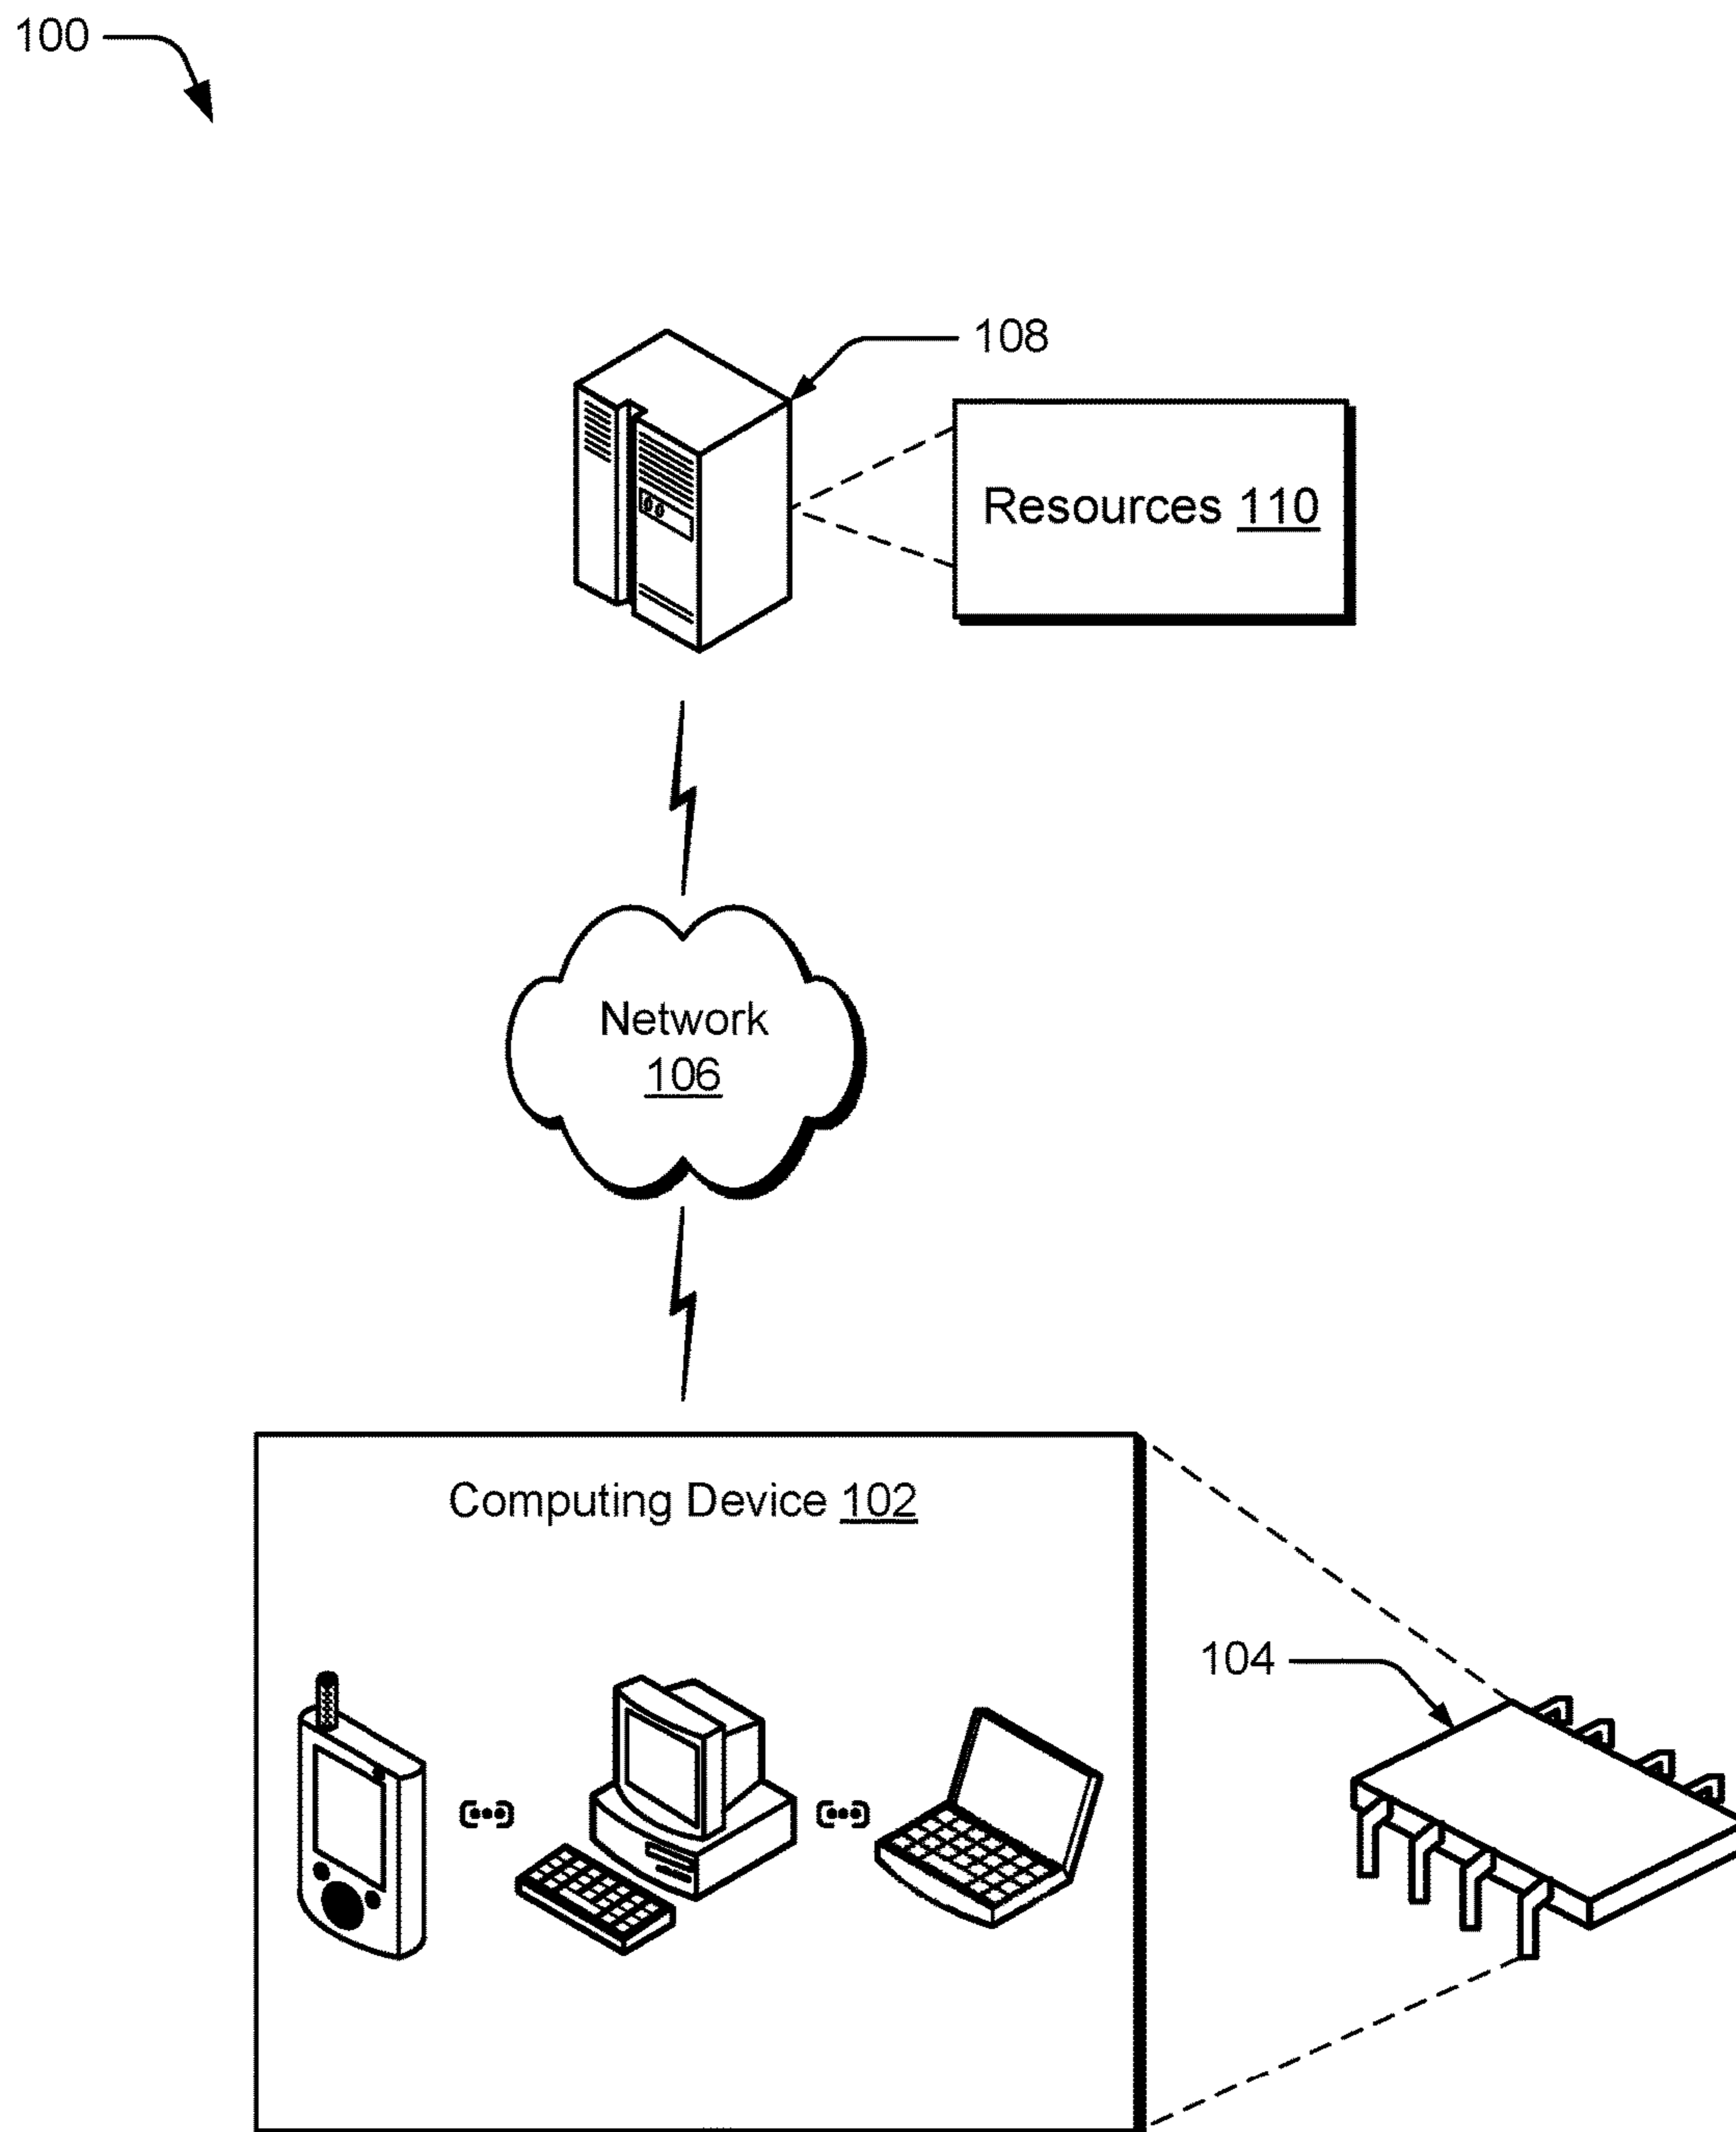 100
108
Resources 110
Network
106
Computing Device 102
104